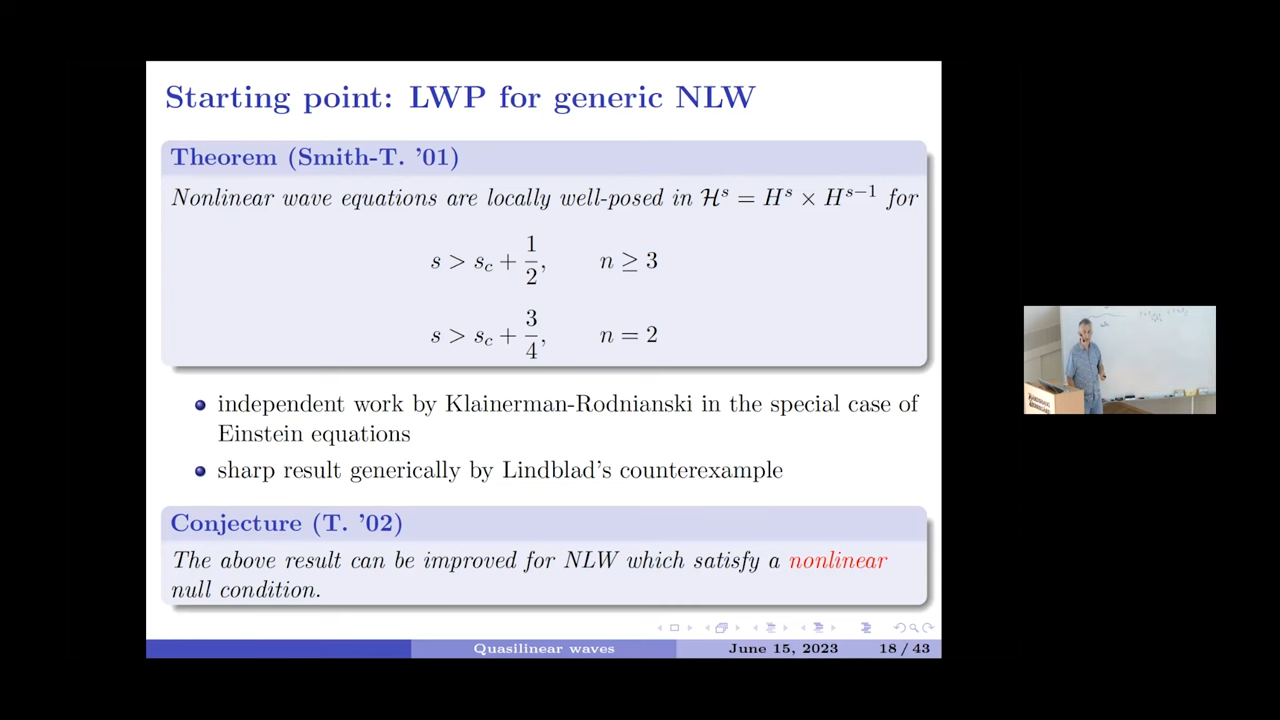 Starting point: LWP for generic NLW
Theorem (Smith-T. '01)
Nonlinear wave equations are locally well-posed in ℋˢ = Hˢ × Hˢ⁻¹ for
s > s_c + 1/2, n ≥ 3
s > s_c + 3/4, n = 2
independent work by Klainerman-Rodnianski in the special case of
Einstein equations
sharp result generically by Lindblad's counterexample
Conjecture (T. '02)
The above result can be improved for NLW which satisfy a nonlinear
null condition.
Quasilinear waves June 15, 2023 18 / 43